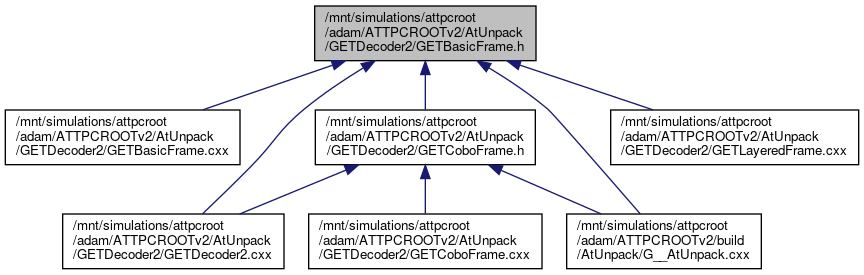 /mnt/simulations/attpcroot
/adam/ATTPCROOTv2/AtUnpack
/GETDecoder2/GETBasicFrame.h
/mnt/simulations/attpcroot
/adam/ATTPCROOTv2/AtUnpack
/GETDecoder2/GETBasicFrame.cxx
/mnt/simulations/attpcroot
/adam/ATTPCROOTv2/AtUnpack
/GETDecoder2/GETCoboFrame.h
/mnt/simulations/attpcroot
/adam/ATTPCROOTv2/AtUnpack
/GETDecoder2/GETLayeredFrame.cxx
/mnt/simulations/attpcroot
/adam/ATTPCROOTv2/AtUnpack
/GETDecoder2/GETDecoder2.cxx
/mnt/simulations/attpcroot
/adam/ATTPCROOTv2/AtUnpack
/GETDecoder2/GETCoboFrame.cxx
/mnt/simulations/attpcroot
/adam/ATTPCROOTv2/build
/AtUnpack/G__AtUnpack.cxx